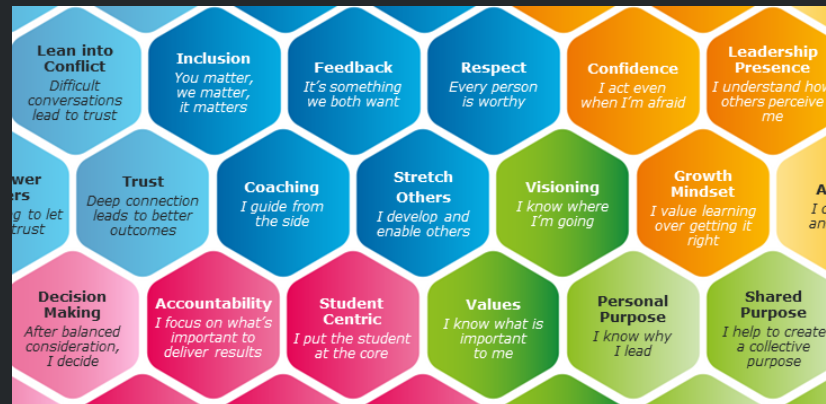 Lean into
Conflict
Difficult
conversations
lead to trust
Inclusion
You matter,
we matter,
it matters
Feedback
It's something
we both want
Respect
Every person
is worthy
Confidence
I act even
when I'm afraid
Leadership
Presence
I understand how
others perceive
me
to let
trust
Trust
Deep connection
leads to better
outcomes
Coaching
I guide from
the side
Stretch
Others
I develop and
enable others
Visioning
I know where
I'm going
Growth
Mindset
I value learning
over getting it
right
Decision
Making
After balanced
consideration,
I decide
Accountability
I focus on what's
important to
deliver results
Student
Centric
I put the student
at the core
Values
I know what is
important
to me
Personal
Purpose
I know why
I lead
Shared
Purpose
I help to create
a collective
purpose